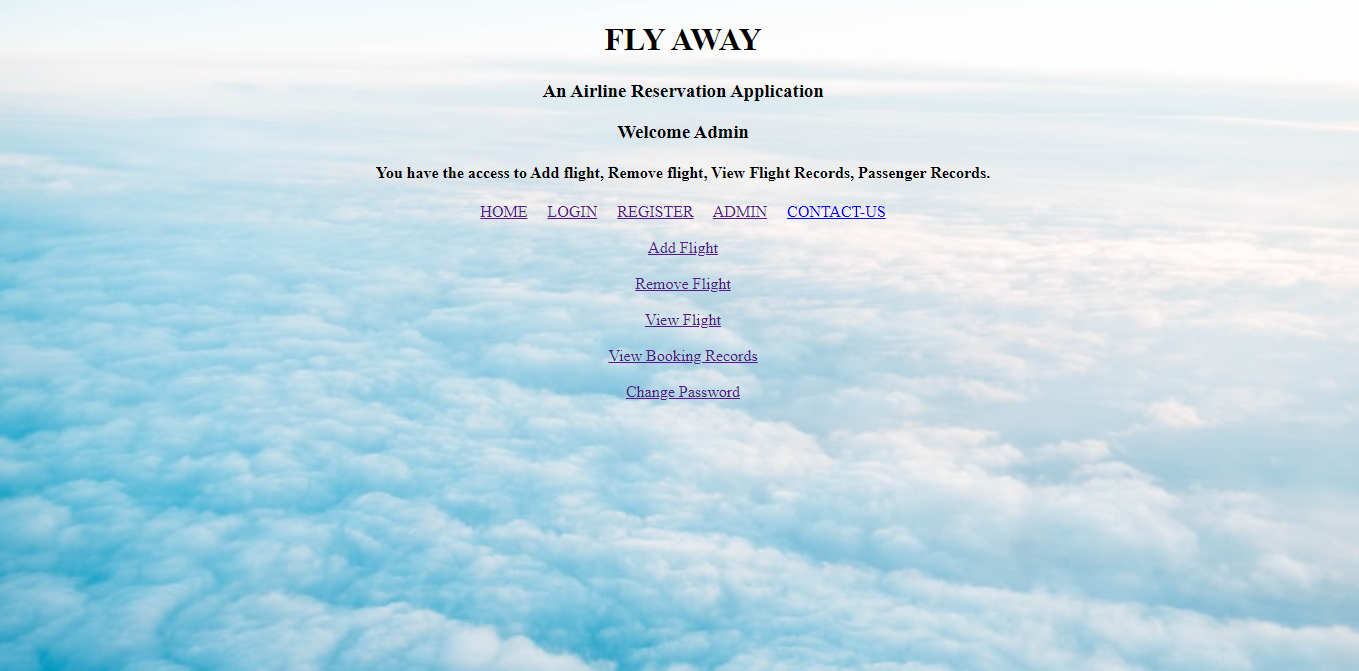 FLY AWAY
An Airline Reservation Application
Welcome Admin
You have the access to Add flight, Remove flight, View Flight Records, Passenger Records.
HOME LOGIN REGISTER ADMIN CONTACT-US
Add Flight
Remove Flight
View Flight
View Booking Records
Change Password